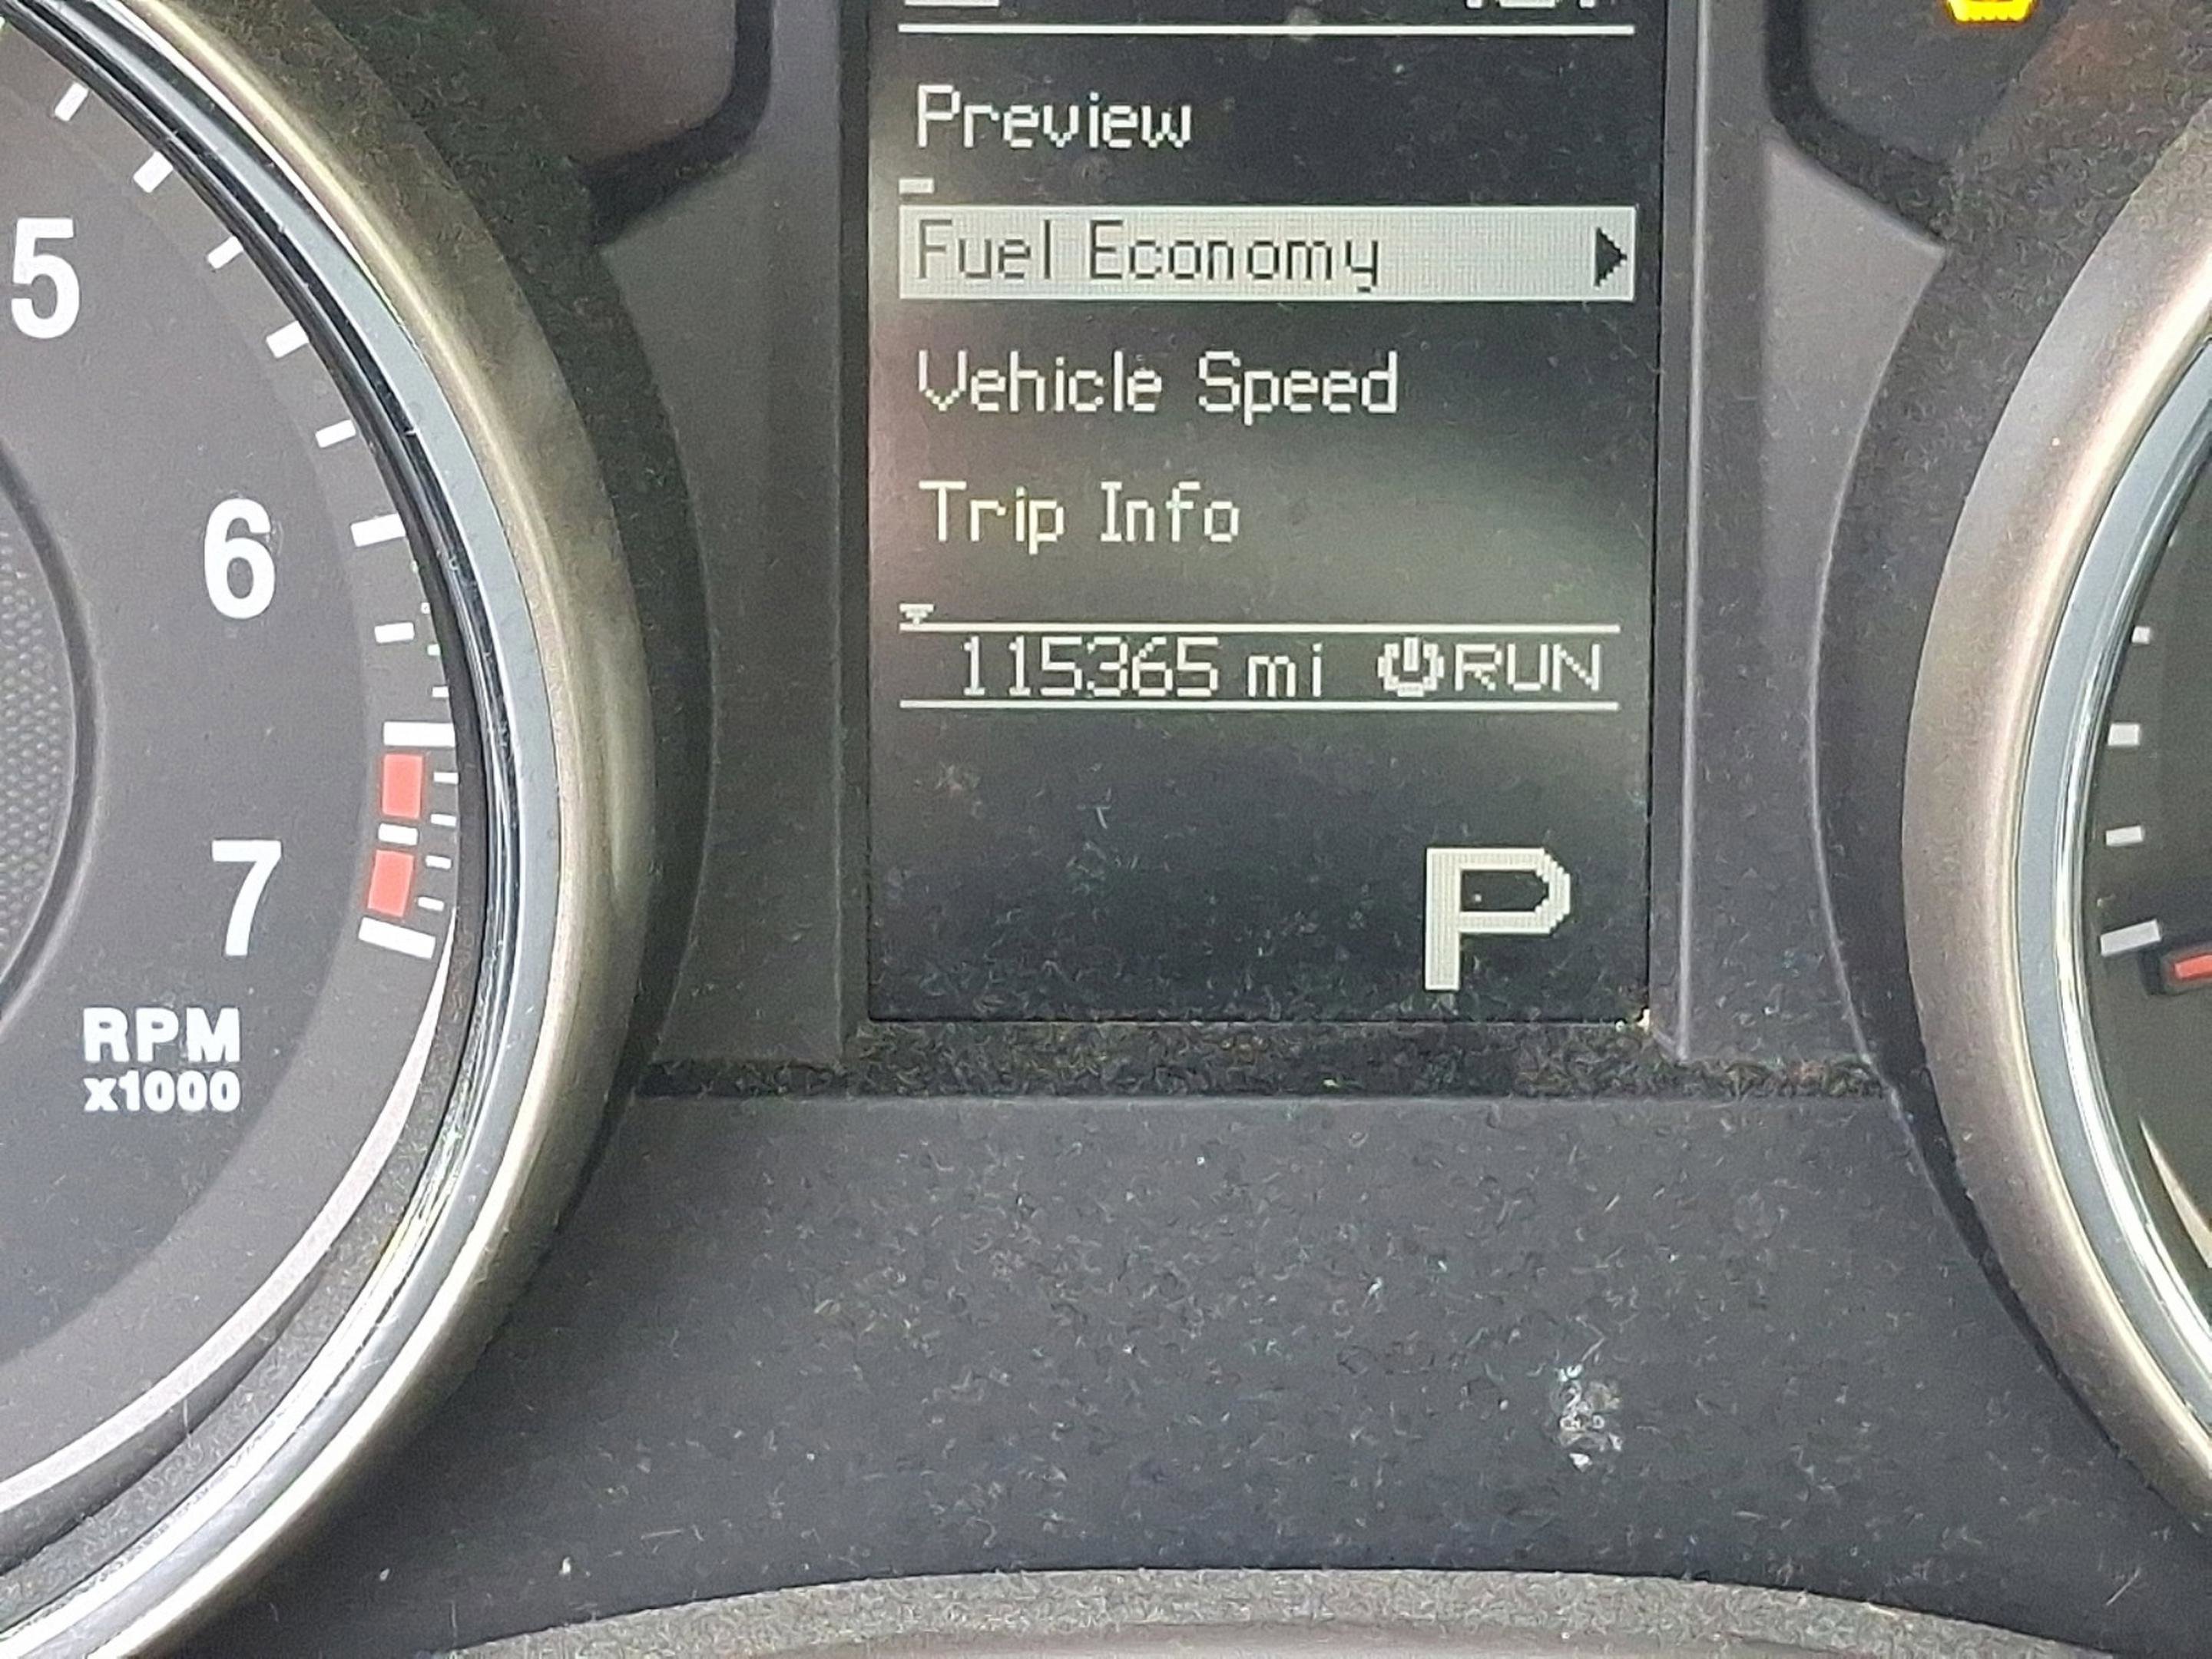 Preview
Fuel Economy
Vehicle Speed
Trip Info
115365 mi RUN
P
5
6
7
RPM
x1000